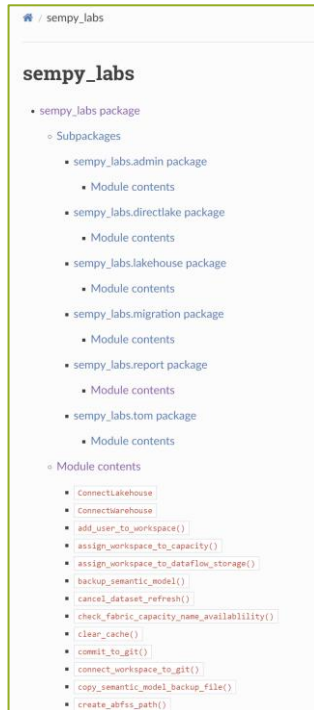 / sempy_labs
sempy_labs
sempy_labs package
Subpackages
sempy_labs.admin package
Module contents
sempy_labs.directlake package
Module contents
sempy_labs.lakehouse package
Module contents
sempy_labs.migration package
Module contents
sempy_labs.report package
Module contents
sempy_labs.tom package
Module contents
Module contents
ConnectLakehouse
ConnectWarehouse
add_user_to_workspace()
assign_workspace_to_capacity()
assign_workspace_to_dataflow_storage()
backup_semantic_model()
cancel_dataset_refresh()
check_fabric_capacity_name_availablility()
clear_cache()
commit_to_git()
connect_workspace_to_git()
copy_semantic_model_backup_file()
create_abfss_path()